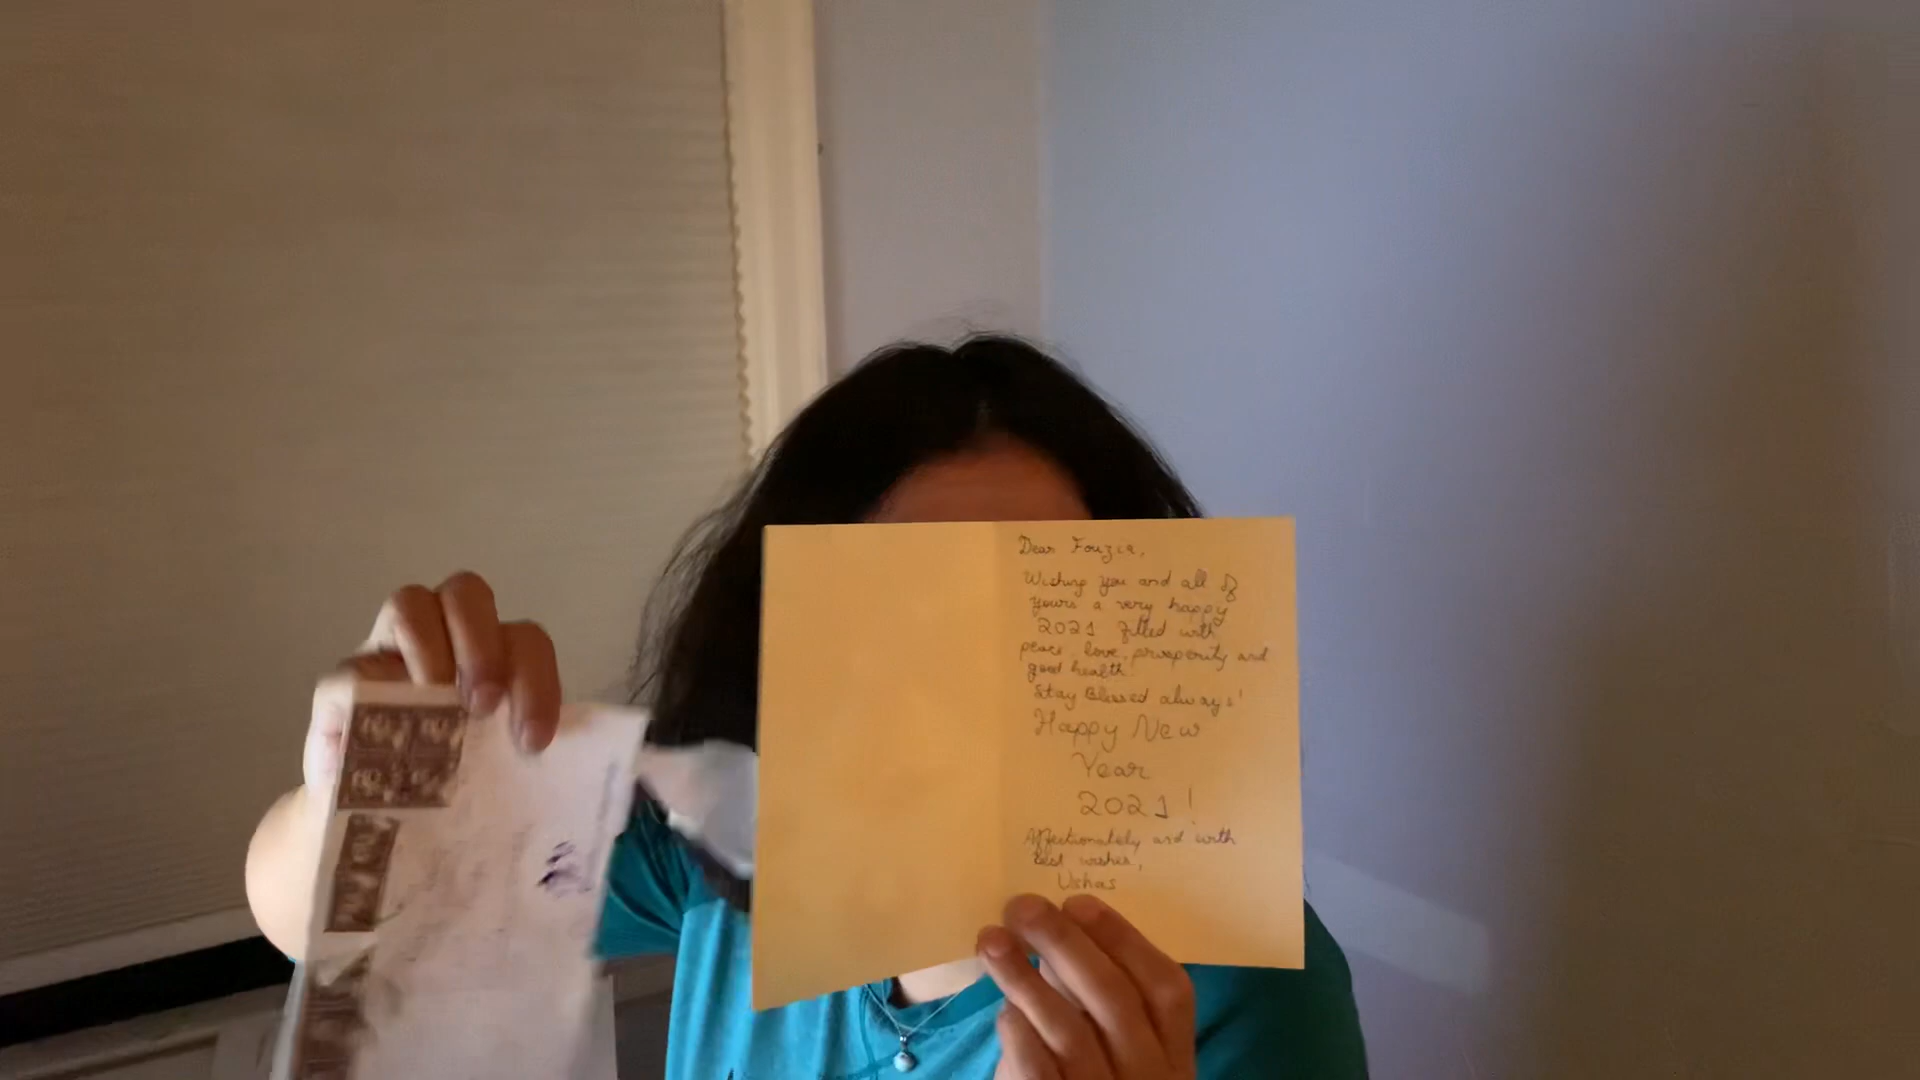 Dear Fouzia,
Wishing you and all of
yours a very happy
2021 filled with
peace, love, prosperity and
good health.
Stay Blessed always!
Happy New
Year
2021!
Affectionately and with
best wishes,
Ushas